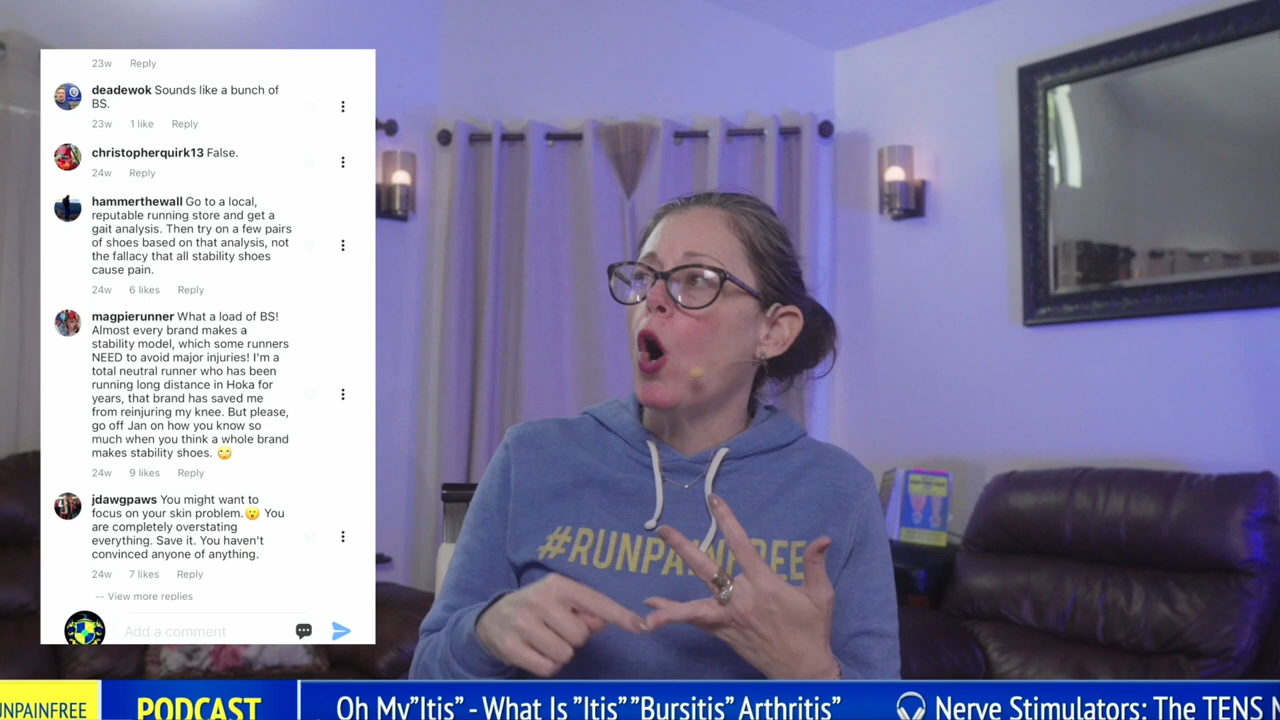 23w Reply
deadewok Sounds like a bunch of
BS.
23w 1 like Reply
christopherquirk13 False.
24w Reply
hammerthewall Go to a local,
reputable running store and get a
gait analysis. Then try on a few pairs
of shoes based on that analysis, not
the fallacy that all stability shoes
cause pain.
24w 6 likes Reply
magpierunner What a load of BS!
Almost every brand makes a
stability model, which some runners
NEED to avoid major injuries! I'm a
total neutral runner who has been
running long distance in Hoka for
years, that brand has saved me
from reinjuring my knee. But please,
go off Jan on how you know so
much when you think a whole brand
makes stability shoes. 🙄
24w 9 likes Reply
jdawgpaws You might want to
focus on your skin problem.😮 You
are completely overstating
everything. Save it. You haven't
convinced anyone of anything.
24w 7 likes Reply
-- View more replies
Add a comment
#RUNPAINFREE
UNPAINFREE PODCAST Oh My"Itis" - What Is "Itis" "Bursitis" Arthritis" Nerve Stimulators: The TENS